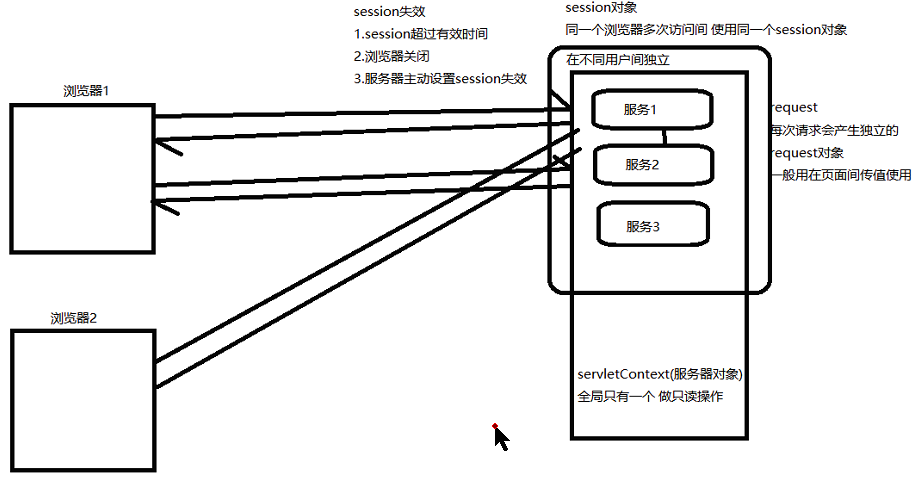 session失效
1.session超过有效时间
2.浏览器关闭
3.服务器主动设置session失效
session对象
同一个浏览器多次访问间 使用同一个session对象
在不同用户间独立
浏览器1
服务1
服务2
服务3
request
每次请求会产生独立的
request对象
一般用在页面间传值使用
浏览器2
servletContext(服务器对象)
全局只有一个 做只读操作